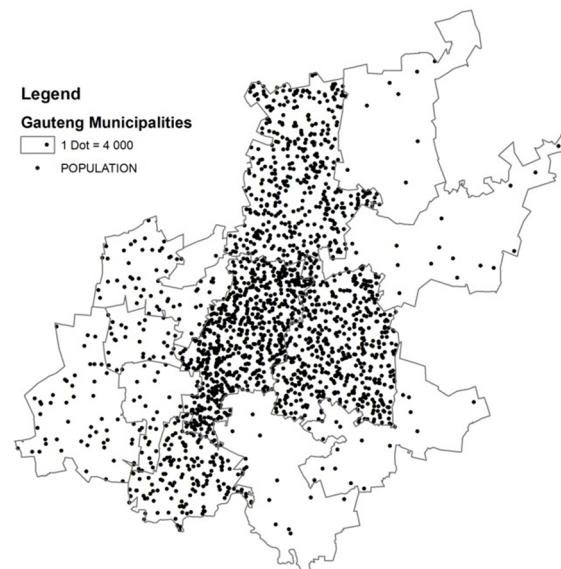 Legend
Gauteng Municipalities
1 Dot = 4 000
POPULATION